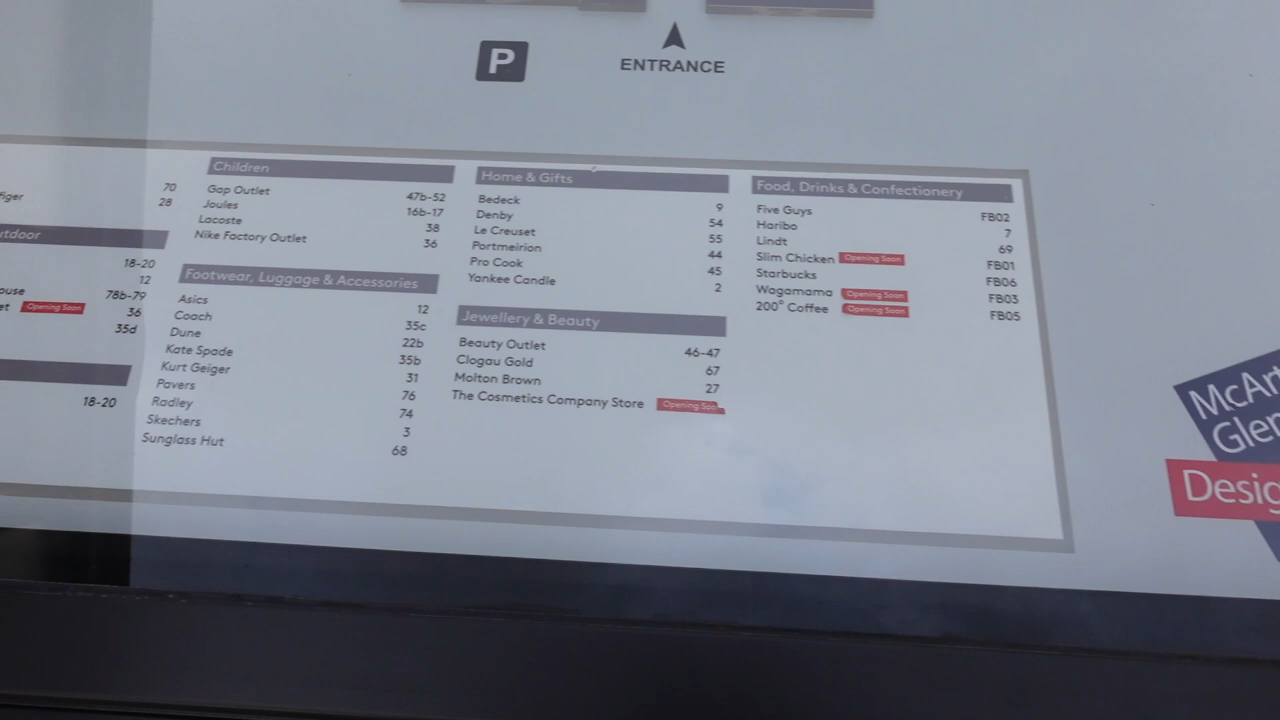 P
ENTRANCE
70
28
18-20
12
78b-79
Opening Soon 36
35d
18-20
Children
Gap Outlet 47b-52
Joules 16b-17
Lacoste 38
Nike Factory Outlet 36
Footwear, Luggage & Accessories
Asics 12
Coach 35c
Dune 22b
Kate Spade 35b
Kurt Geiger 31
Pavers 76
Radley 74
Skechers 3
Sunglass Hut 68
Home & Gifts
Bedeck 9
Denby 54
Le Creuset 55
Portmeirion 44
Pro Cook 45
Yankee Candle 2
Jewellery & Beauty
Beauty Outlet 46-47
Clogau Gold 67
Molton Brown 27
The Cosmetics Company Store Opening Soo
Food, Drinks & Confectionery
Five Guys FB02
Haribo 7
Lindt 69
Slim Chicken Opening Soon FB01
Starbucks FB06
Wagamama Opening Soon FB03
200° Coffee Opening Soon FB05
McArt
Glen
Desig